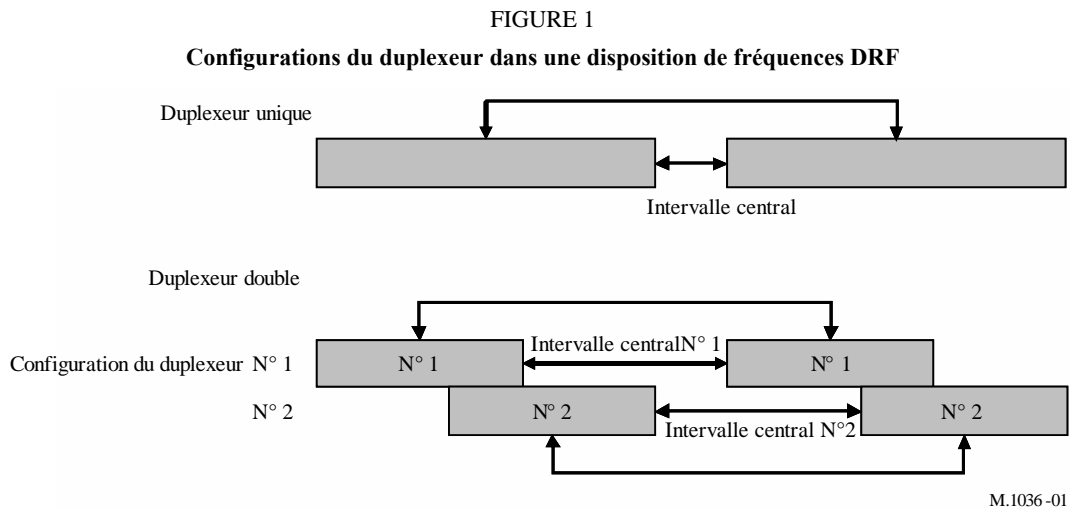 FIGURE 1
Configurations du duplexeur dans une disposition de fréquences DRF
Duplexeur unique
Intervalle central
Duplexeur double
Configuration du duplexeur N° 1
N° 1
Intervalle centralN° 1
N° 1
N° 2
N° 2
Intervalle central N°2
N° 2
M.1036-01